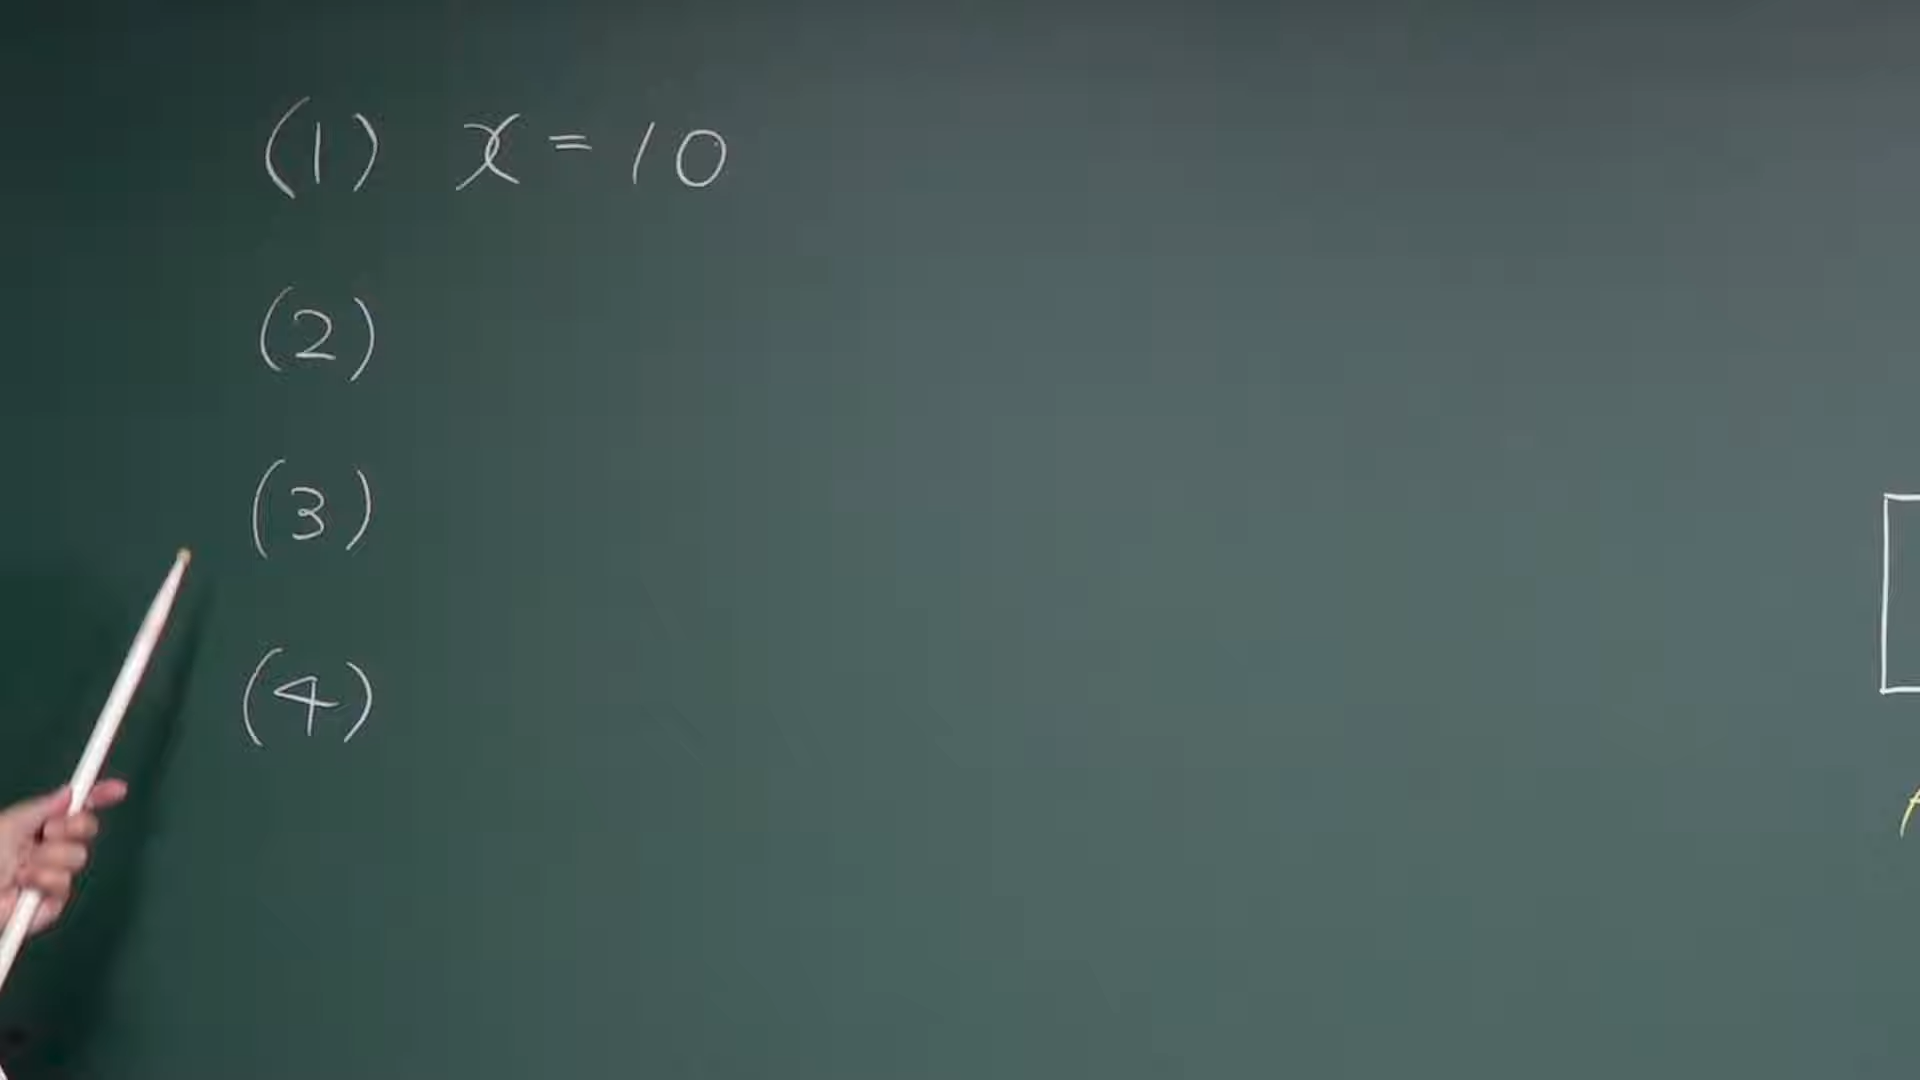 (1) x = 10
(2)
(3)
(4)